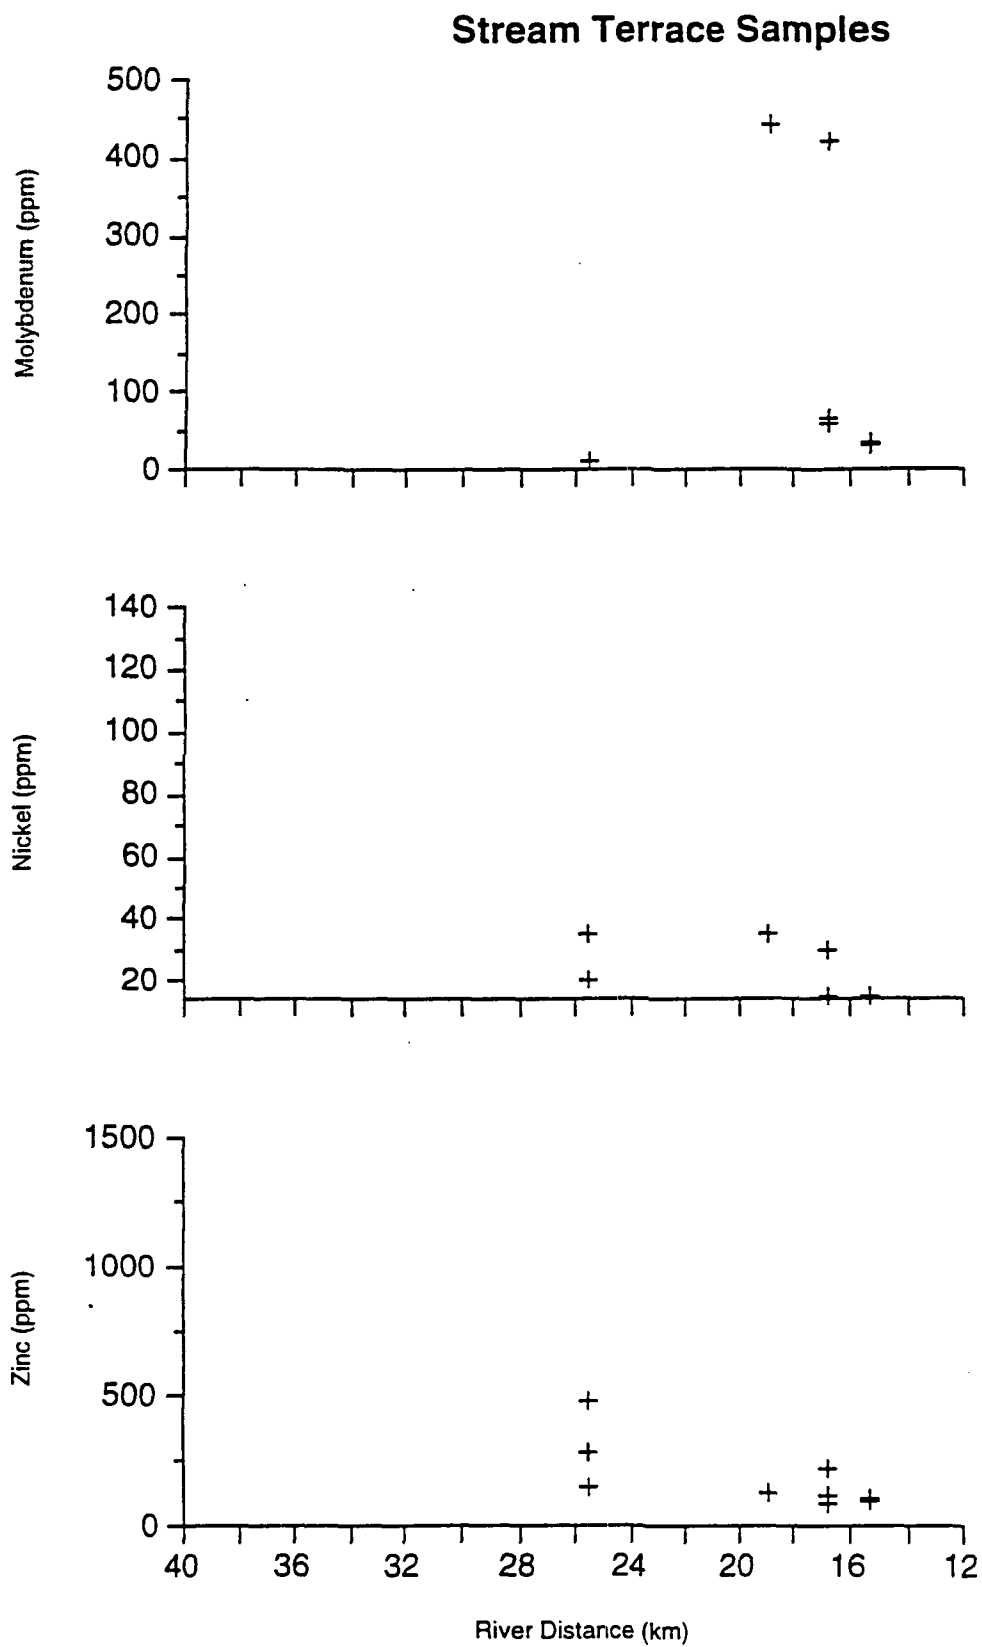 Stream Terrace Samples
Molybdenum (ppm)
500
400
300
200
100
0
Nickel (ppm)
140
120
100
80
60
40
20
Zinc (ppm)
1500
1000
500
0
40 36 32 28 24 20 16 12
River Distance (km)